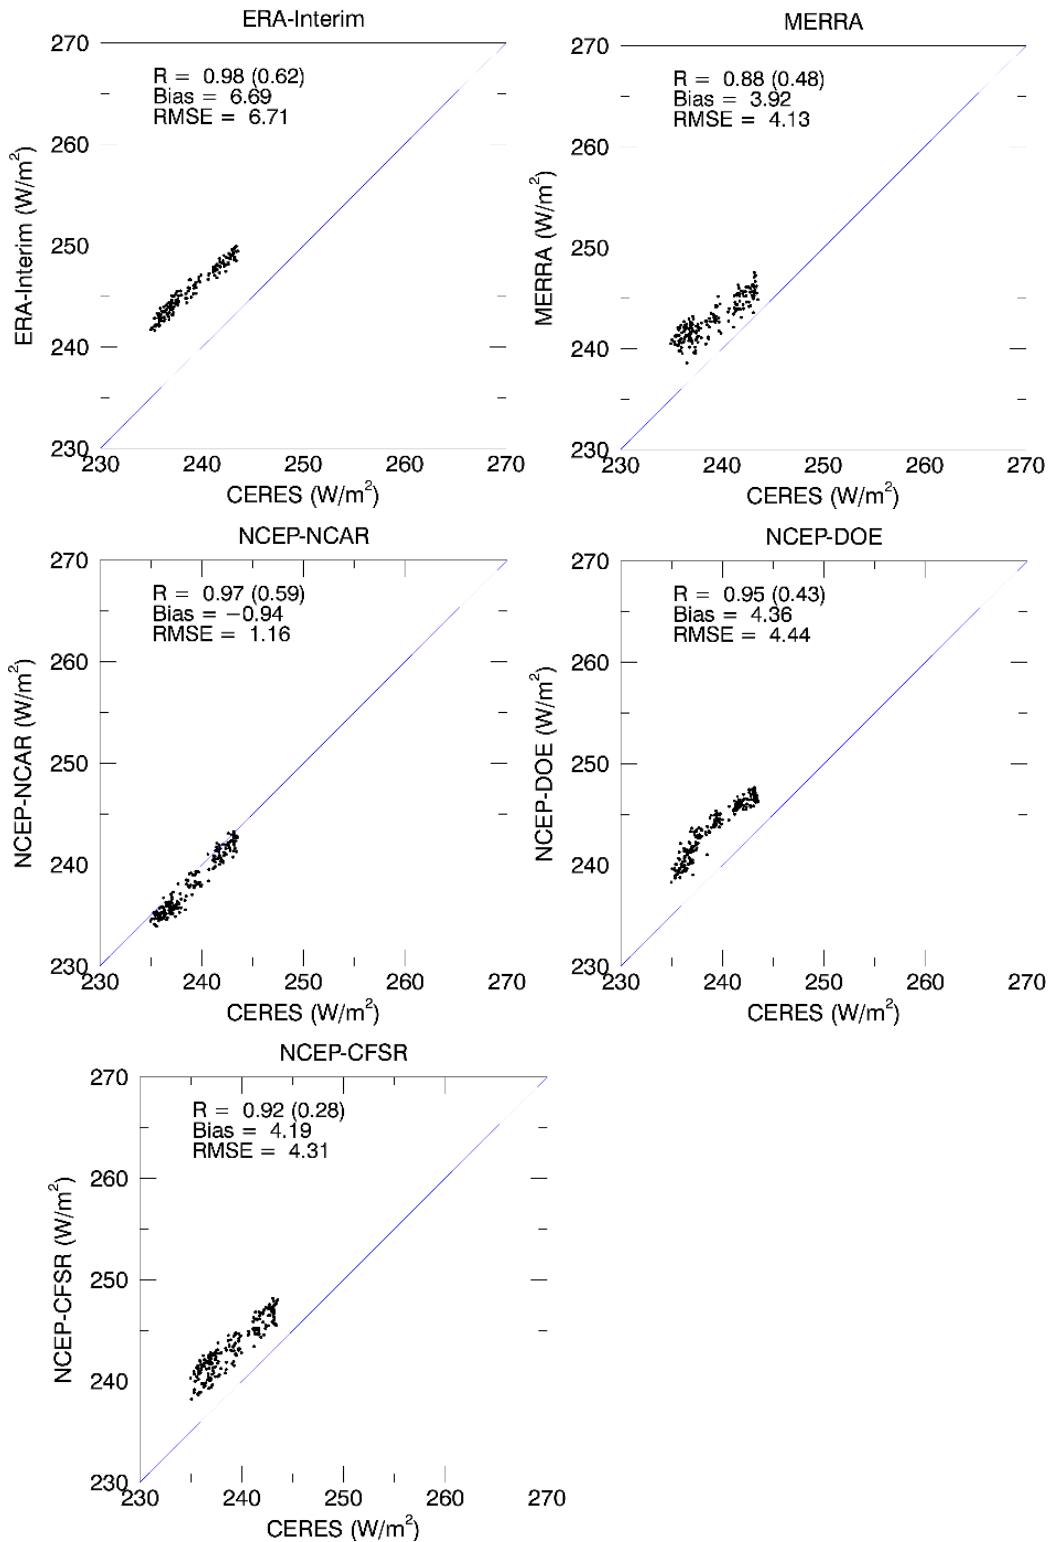 ERA-Interim
R = 0.98 (0.62)
Bias = 6.69
RMSE = 6.71
270
260
250
240
230
ERA-Interim (W/m²)
230 240 250 260 270
CERES (W/m²)
MERRA
R = 0.88 (0.48)
Bias = 3.92
RMSE = 4.13
270
260
250
240
230
MERRA (W/m²)
230 240 250 260 270
CERES (W/m²)
NCEP-NCAR
R = 0.97 (0.59)
Bias = −0.94
RMSE = 1.16
270
260
250
240
230
NCEP-NCAR (W/m²)
230 240 250 260 270
CERES (W/m²)
NCEP-DOE
R = 0.95 (0.43)
Bias = 4.36
RMSE = 4.44
270
260
250
240
230
NCEP-DOE (W/m²)
230 240 250 260 270
CERES (W/m²)
NCEP-CFSR
R = 0.92 (0.28)
Bias = 4.19
RMSE = 4.31
270
260
250
240
230
NCEP-CFSR (W/m²)
230 240 250 260 270
CERES (W/m²)